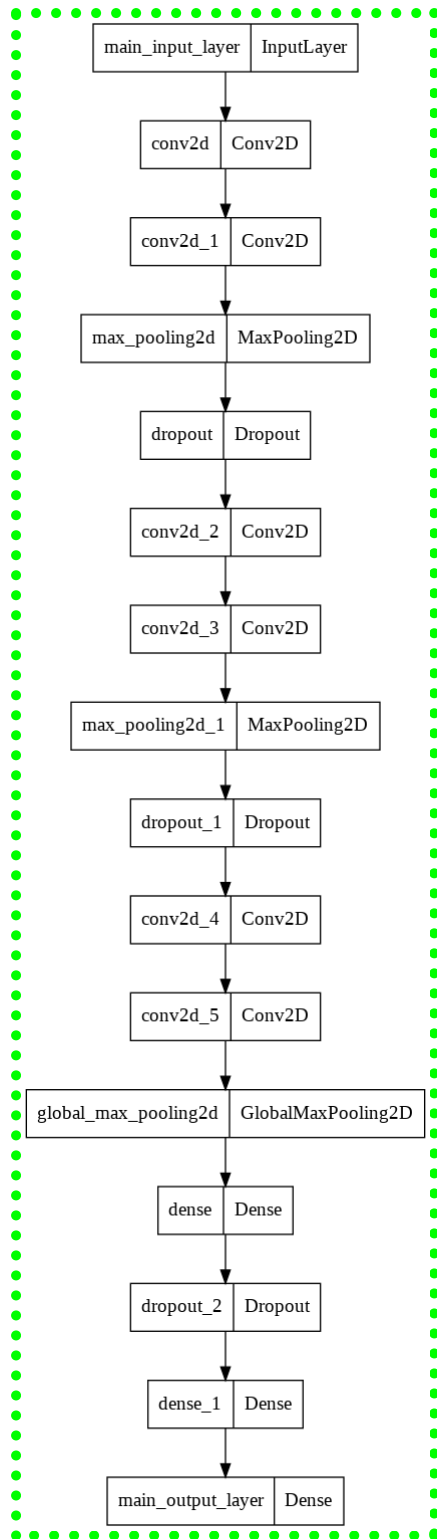 main_input_layer InputLayer
conv2d Conv2D
conv2d_1 Conv2D
max_pooling2d MaxPooling2D
dropout Dropout
conv2d_2 Conv2D
conv2d_3 Conv2D
max_pooling2d_1 MaxPooling2D
dropout_1 Dropout
conv2d_4 Conv2D
conv2d_5 Conv2D
global_max_pooling2d GlobalMaxPooling2D
dense Dense
dropout_2 Dropout
dense_1 Dense
main_output_layer Dense